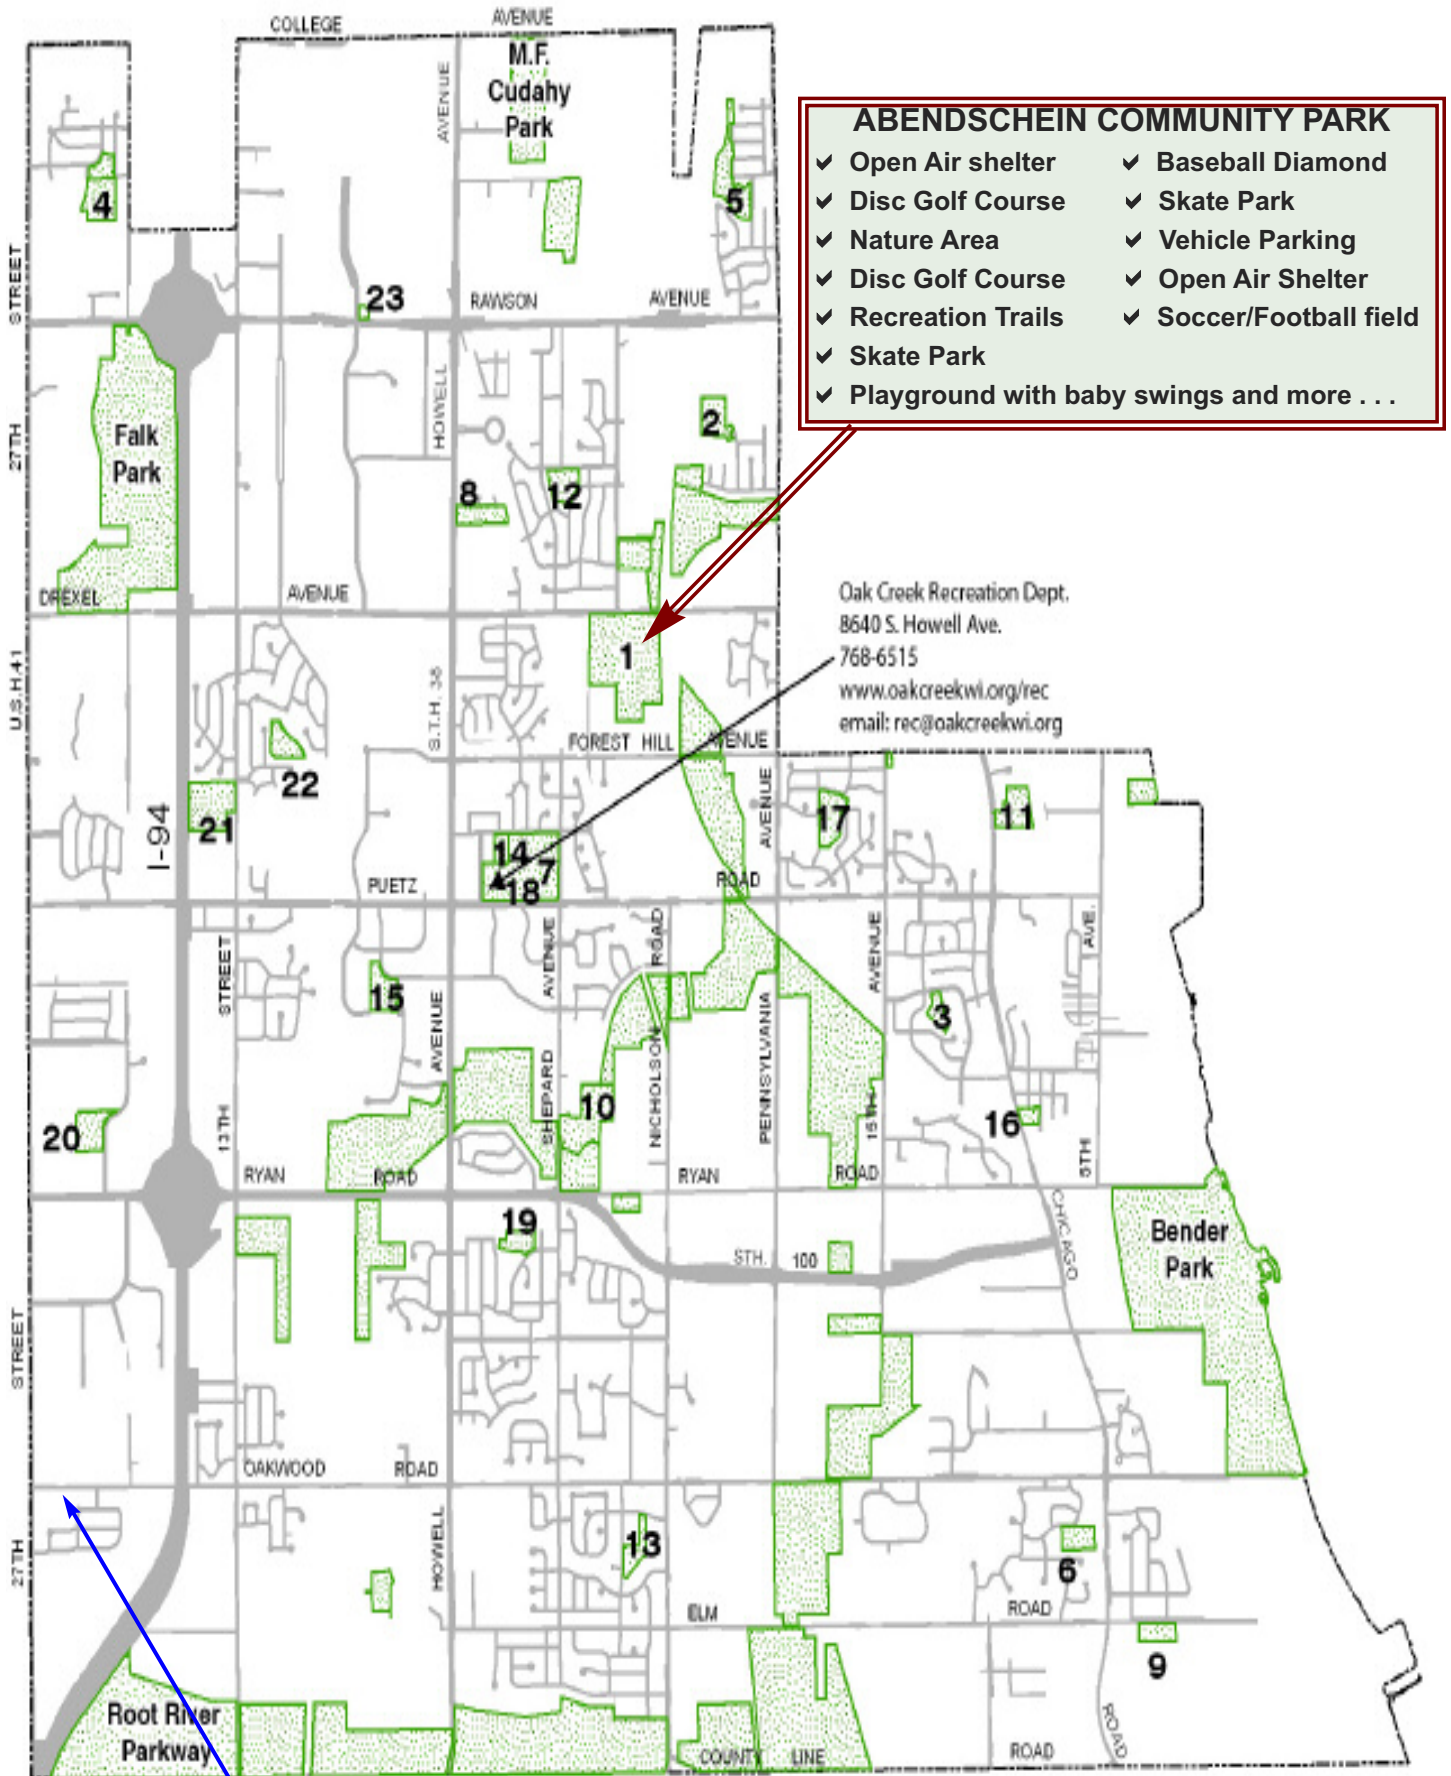 COLLEGE
AVENUE
M.F.
Cudahy
Park
AVENUE
ABENDSCHEIN COMMUNITY PARK
Open Air shelter
Baseball Diamond
Disc Golf Course
Skate Park
Nature Area
Vehicle Parking
Disc Golf Course
Open Air Shelter
Recreation Trails
Soccer/Football field
Skate Park
Playground with baby swings and more . . .
4
5
STREET
23
RAWSON
AVENUE
27TH
Falk
Park
HOWELL
2
8
12
DREXEL
AVENUE
Oak Creek Recreation Dept.
8640 S. Howell Ave.
768-6515
www.oakcreekwi.org/rec
email: rec@oakcreekwi.org
1
U.S.H.41
S.T.H. 38
FOREST HILL
AVENUE
22
21
I-94
AVENUE
17
11
14
7
18
PUETZ
ROAD
STREET
AVENUE
ROAD
AVENUE
AVE.
15
3
AVENUE
PENNSYLVANIA
SHEPARD
NICHOLSON
10
20
13TH
15TH
16
5TH
RYAN
ROAD
RYAN
ROAD
19
CHICAGO
Bender
Park
STH.
100
STREET
OAKWOOD
ROAD
27TH
HOWELL
13
6
ELM
ROAD
9
Root River
Parkway
COUNTY
LINE
ROAD
ROAD